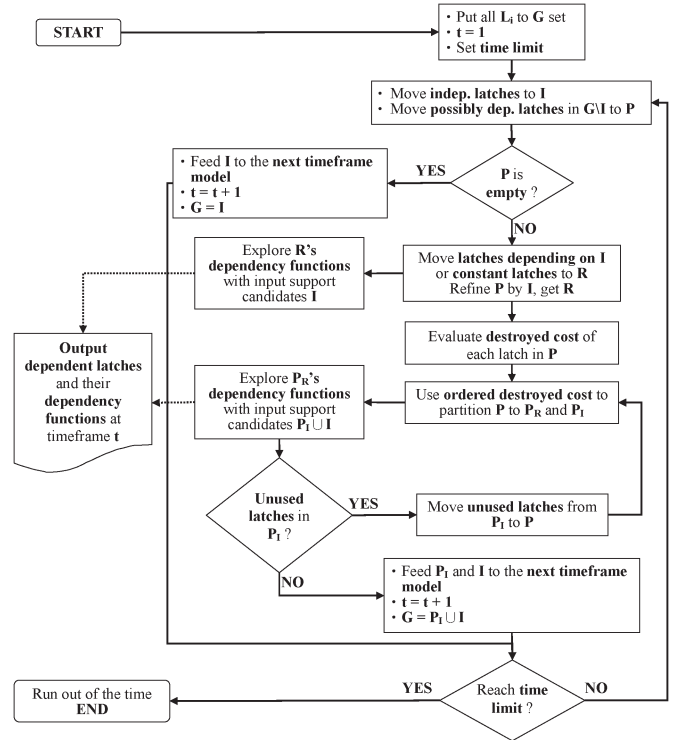 START
· Put all Li to G set
· t = 1
· Set time limit
· Move indep. latches to I
· Move possibly dep. latches in G\I to P
· Feed I to the next timeframe
model
· t = t + 1
· G = I
YES
P is
empty ?
NO
Explore R's
dependency functions
with input support
candidates I
Move latches depending on I
or constant latches to R
Refine P by I, get R
Output
dependent latches
and their
dependency
functions at
timeframe t
Evaluate destroyed cost of
each latch in P
Explore PR's
dependency functions
with input support
candidates PI ∪ I
Use ordered destroyed cost to
partition P to PR and PI
Unused
latches in
PI ?
YES
Move unused latches from
PI to P
NO
· Feed PI and I to the next timeframe
model
· t = t + 1
· G = PI ∪ I
Run out of the time
END
YES
Reach time
limit ?
NO